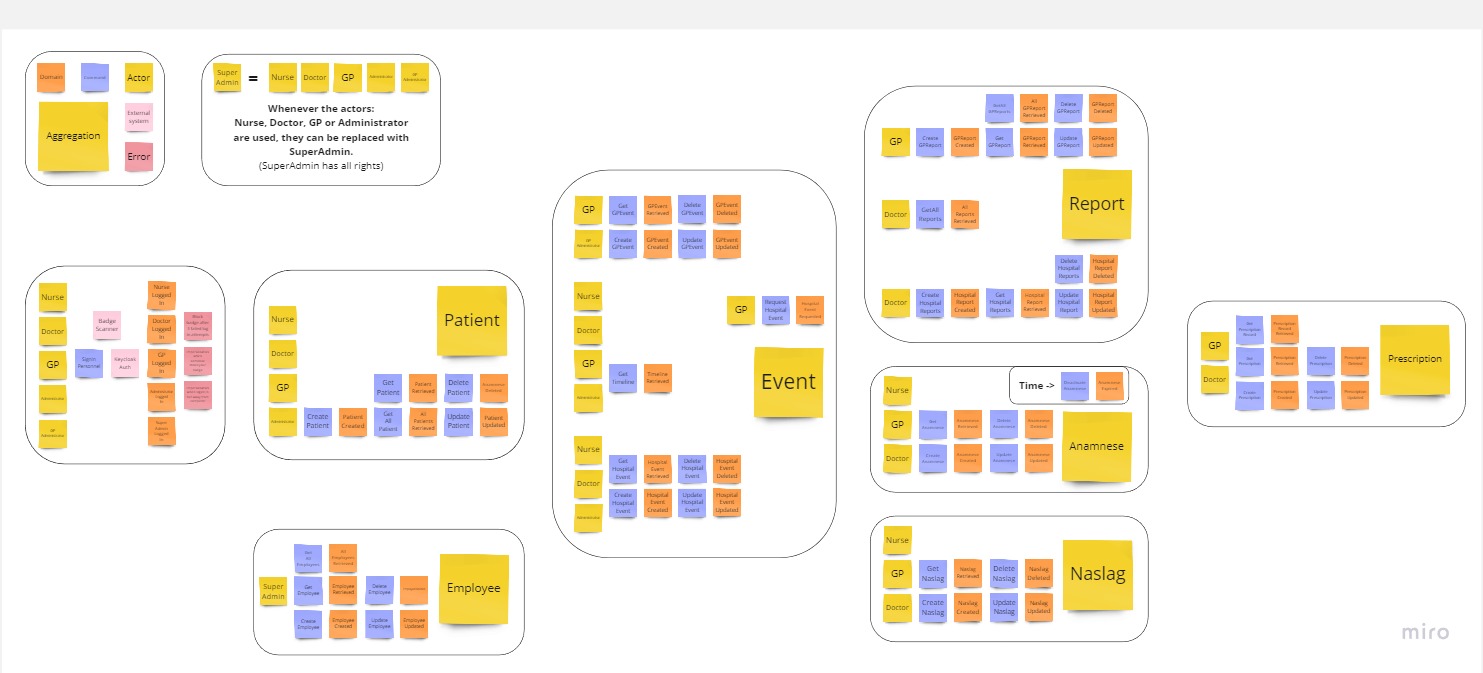 Domain
Command
Actor
Aggregation
External
system
Error
Super
Admin
=
Nurse
Doctor
GP
Administrator
GP
Administrator
Whenever the actors:
Nurse, Doctor, GP or Administrator
are used, they can be replaced with
SuperAdmin.
(SuperAdmin has all rights)
Nurse
Doctor
GP
Administrator
GP
Administrator
Badge
Scanner
Signin
Personnel
Keycloak
Auth
Nurse
Logged
In
Doctor
Logged
In
GP
Logged
In
Administrator
Logged
In
Super
Admin
Logged
In
Patient
Nurse
Doctor
GP
Administrator
Get
Patient
Patient
Retrieved
Delete
Patient
Create
Patient
Patient
Created
Get
All
Patient
All
Patients
Retrieved
Update
Patient
Patient
Updated
Get
All
Employees
All
Employees
Retrieved
Super
Admin
Get
Employee
Employee
Retrieved
Delete
Employee
Create
Employee
Employee
Created
Update
Employee
Employee
Updated
Employee
GP
Get
GPEvent
GPEvent
Retrieved
Delete
GPEvent
GPEvent
Deleted
GP
Administrator
Create
GPEvent
GPEvent
Created
Update
GPEvent
GPEvent
Updated
Nurse
Doctor
GP
Administrator
Get
Timeline
Timeline
Retrieved
GP
Request
Hospital
Event
Hospital
Event
Requested
Event
Nurse
Doctor
Administrator
Get
Hospital
Event
Hospital
Event
Retrieved
Delete
Hospital
Event
Hospital
Event
Deleted
Create
Hospital
Event
Hospital
Event
Created
Update
Hospital
Event
Hospital
Event
Updated
GetAll
GPReports
All
GPReport
Retrieved
Delete
GPReport
GPReport
Deleted
GP
Create
GPReport
GPReport
Created
Get
GPReport
GPReport
Retrieved
Update
GPReport
GPReport
Updated
Report
Doctor
GetAll
Reports
All
Reports
Retrieved
Delete
Hospital
Reports
Hospital
Report
Deleted
Doctor
Create
Hospital
Reports
Hospital
Report
Created
Get
Hospital
Reports
Hospital
Report
Retrieved
Update
Hospital
Report
Hospital
Report
Updated
Time ->
Nurse
GP
Doctor
Get
Anamnese
Anamnese
Retrieved
Delete
Anamnese
Anamnese
Deleted
Create
Anamnese
Anamnese
Created
Update
Anamnese
Anamnese
Updated
Anamnese
Nurse
GP
Get
Naslag
Naslag
Retrieved
Delete
Naslag
Naslag
Deleted
Doctor
Create
Naslag
Naslag
Created
Update
Naslag
Naslag
Updated
Naslag
GP
Doctor
Get
Prescription
Record
Prescription
Record
Retrieved
Get
Prescription
Prescription
Retrieved
Delete
Prescription
Prescription
Deleted
Create
Prescription
Prescription
Created
Update
Prescription
Prescription
Updated
Prescription
miro